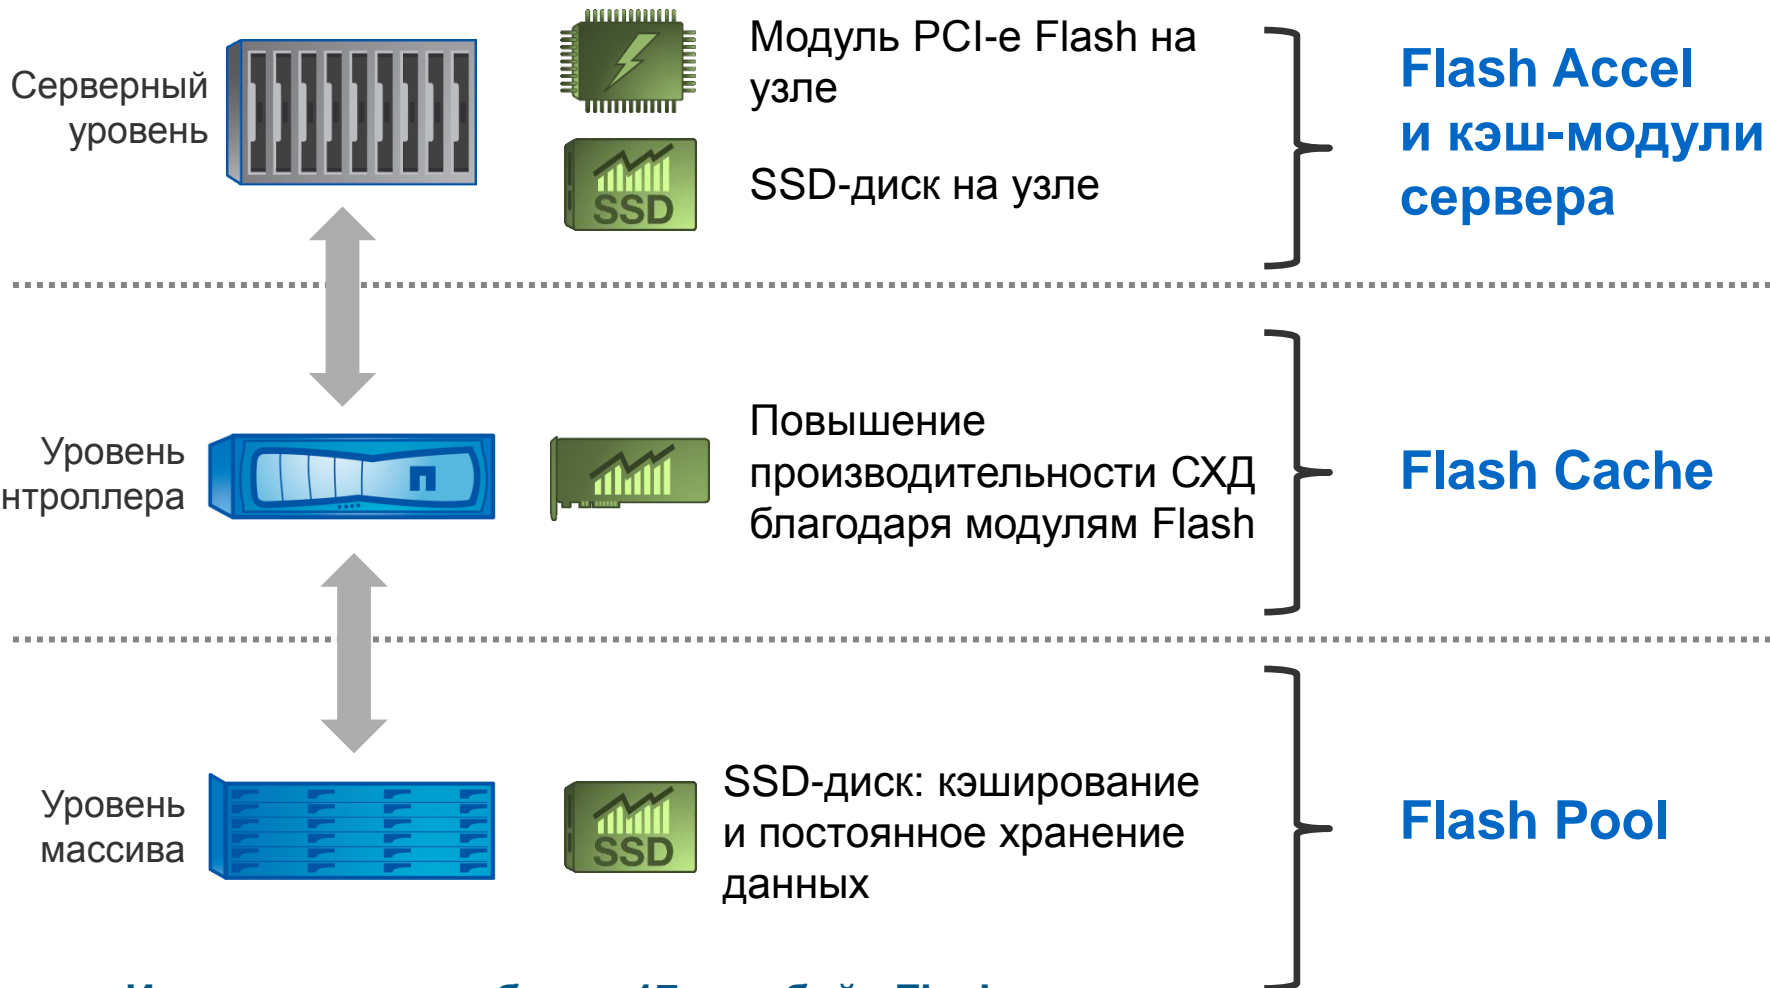 Серверный
уровень
Модуль PCI-e Flash на
узле
SSD
SSD-диск на узле
Flash Accel
и кэш-модули
сервера
Уровень
нтроллера
Повышение
производительности СХД
благодаря модулям Flash
Flash Cache
Уровень
массива
SSD
SSD-диск: кэширование
и постоянное хранение
данных
Flash Pool